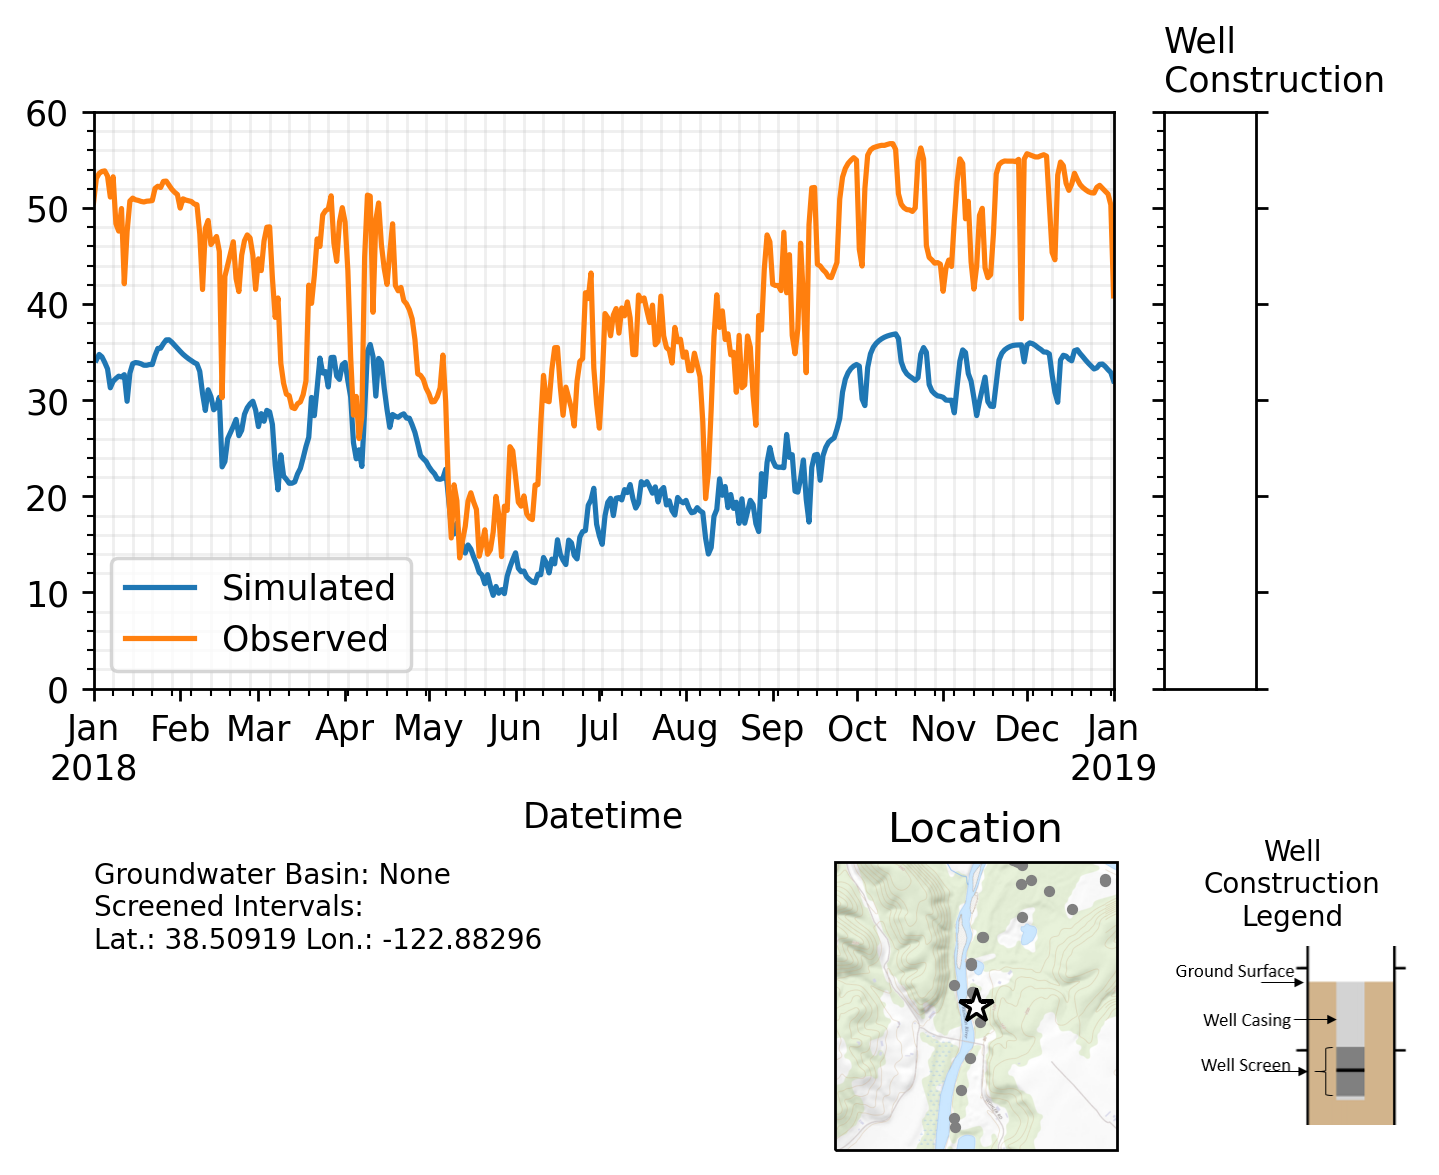 Well
Construction
60
50
40
30
20
10
0
Simulated
Observed
Jan Feb Mar Apr May Jun Jul Aug Sep Oct Nov Dec Jan
2018 2019
Datetime
Groundwater Basin: None
Screened Intervals:
Lat.: 38.50919 Lon.: -122.88296
Location
Well
Construction
Legend
Ground Surface
Well Casing
Well Screen